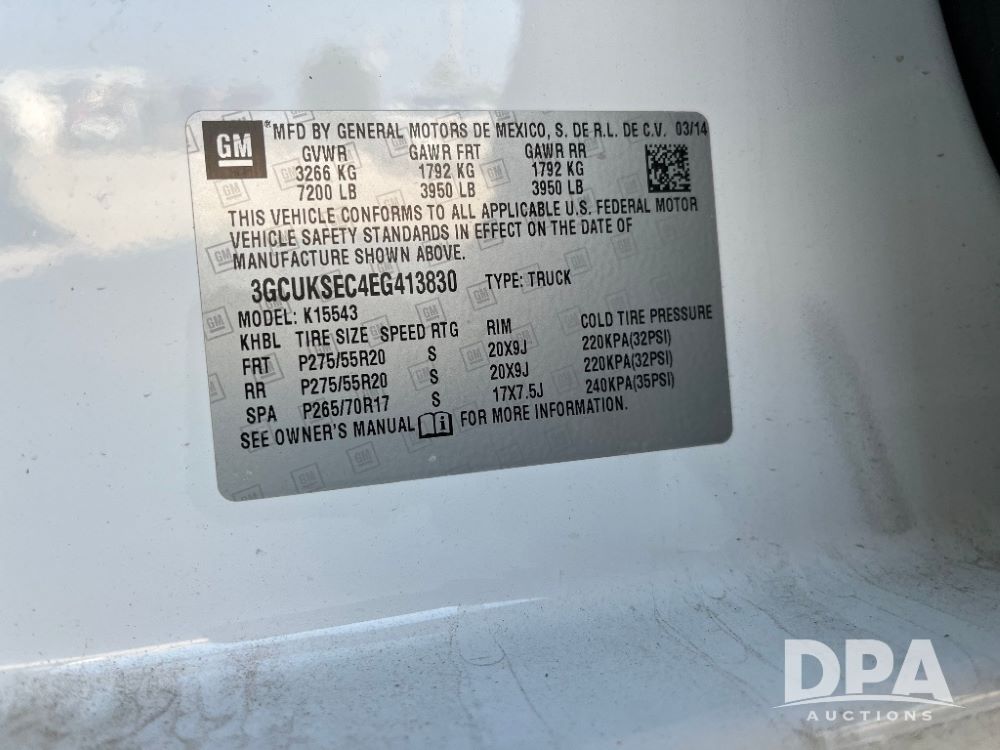 GM *MFD BY GENERAL MOTORS DE MEXICO, S. DE R.L. DE C.V. 03/14
GVWR GAWR FRT GAWR RR
3266 KG 1792 KG 1792 KG
7200 LB 3950 LB 3950 LB
THIS VEHICLE CONFORMS TO ALL APPLICABLE U.S. FEDERAL MOTOR
VEHICLE SAFETY STANDARDS IN EFFECT ON THE DATE OF
MANUFACTURE SHOWN ABOVE.
3GCUKSEC4EG413830 TYPE: TRUCK
MODEL: K15543
KHBL TIRE SIZE SPEED RTG RIM COLD TIRE PRESSURE
FRT P275/55R20 S 20X9J 220KPA(32PSI)
RR P275/55R20 S 20X9J 220KPA(32PSI)
SPA P265/70R17 S 17X7.5J 240KPA(35PSI)
SEE OWNER'S MANUAL FOR MORE INFORMATION.
DPA
AUCTIONS